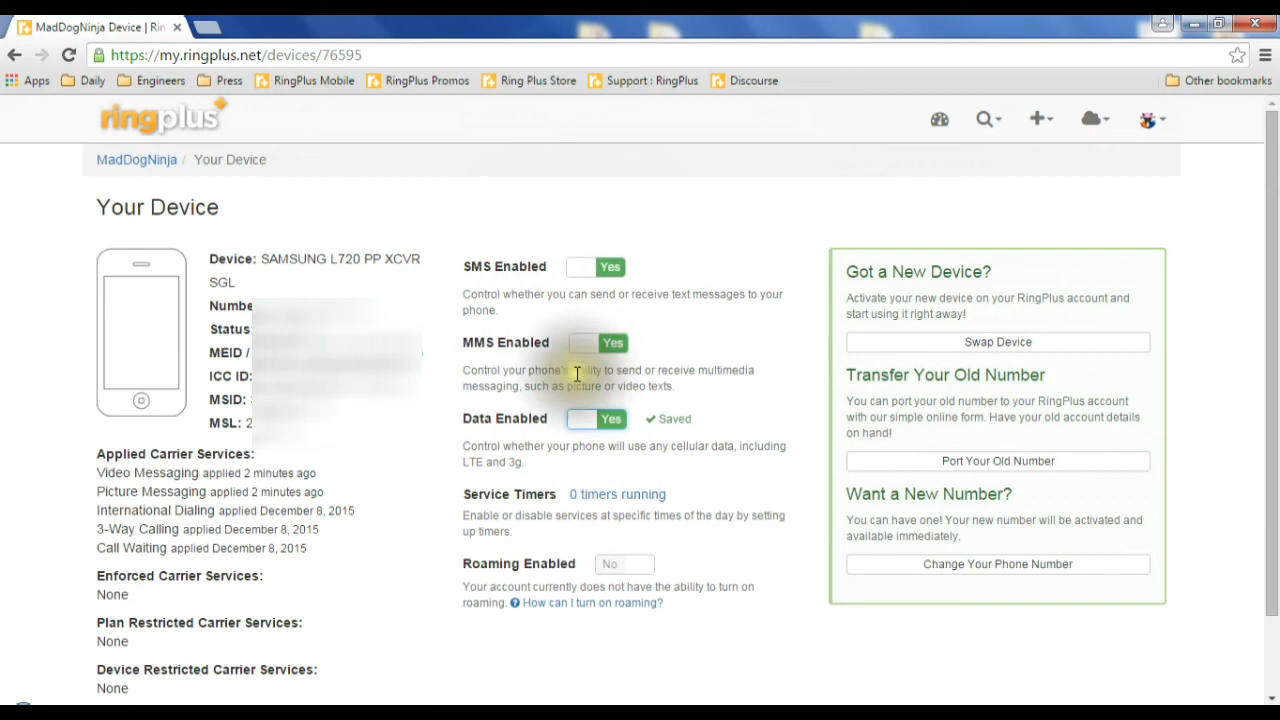 MadDogNinja Device | Rin
https://my.ringplus.net/devices/76595
Apps Daily Engineers Press RingPlus Mobile RingPlus Promos Ring Plus Store Support : RingPlus Discourse Other bookmarks
ringplus
MadDogNinja / Your Device
Your Device
Device: SAMSUNG L720 PP XCVR
SGL
Numbe
Status
MEID /
ICC ID:
MSID:
MSL: 2
Applied Carrier Services:
Video Messaging applied 2 minutes ago
Picture Messaging applied 2 minutes ago
International Dialing applied December 8, 2015
3-Way Calling applied December 8, 2015
Call Waiting applied December 8, 2015
Enforced Carrier Services:
None
Plan Restricted Carrier Services:
None
Device Restricted Carrier Services:
None
SMS Enabled Yes
Control whether you can send or receive text messages to your
phone.
MMS Enabled Yes
Control your phone's ability to send or receive multimedia
messaging, such as picture or video texts.
Data Enabled Yes Saved
Control whether your phone will use any cellular data, including
LTE and 3g.
Service Timers 0 timers running
Enable or disable services at specific times of the day by setting
up timers.
Roaming Enabled No
Your account currently does not have the ability to turn on
roaming. How can I turn on roaming?
Got a New Device?
Activate your new device on your RingPlus account and
start using it right away!
Swap Device
Transfer Your Old Number
You can port your old number to your RingPlus account
with our simple online form. Have your old account details
on hand!
Port Your Old Number
Want a New Number?
You can have one! Your new number will be activated and
available immediately.
Change Your Phone Number